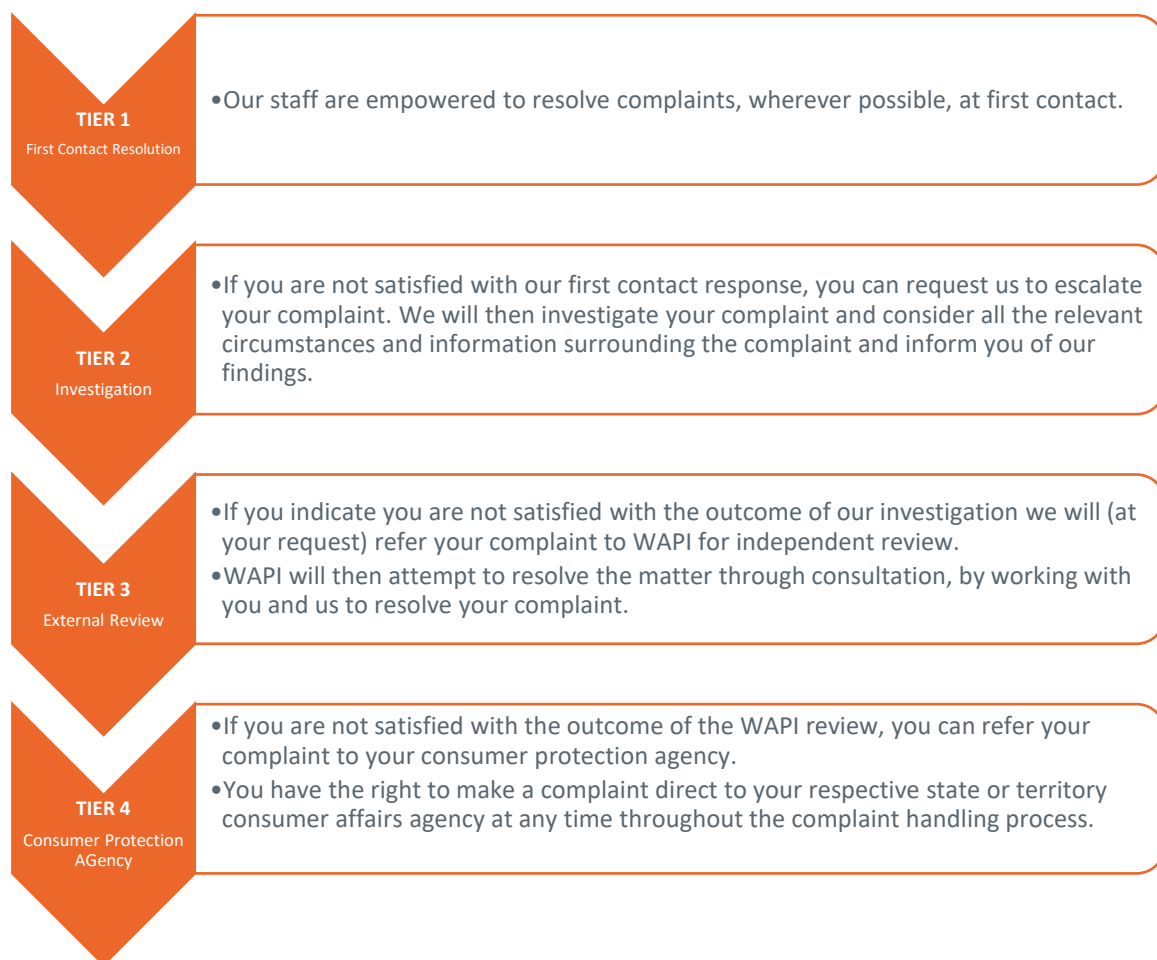 TIER 1
First Contact Resolution
•Our staff are empowered to resolve complaints, wherever possible, at first contact.
TIER 2
Investigation
•If you are not satisfied with our first contact response, you can request us to escalate
your complaint. We will then investigate your complaint and consider all the relevant
circumstances and information surrounding the complaint and inform you of our
findings.
TIER 3
External Review
•If you indicate you are not satisfied with the outcome of our investigation we will (at
your request) refer your complaint to WAPI for independent review.
•WAPI will then attempt to resolve the matter through consultation, by working with
you and us to resolve your complaint.
TIER 4
Consumer Protection
AGency
•If you are not satisfied with the outcome of the WAPI review, you can refer your
complaint to your consumer protection agency.
•You have the right to make a complaint direct to your respective state or territory
consumer affairs agency at any time throughout the complaint handling process.